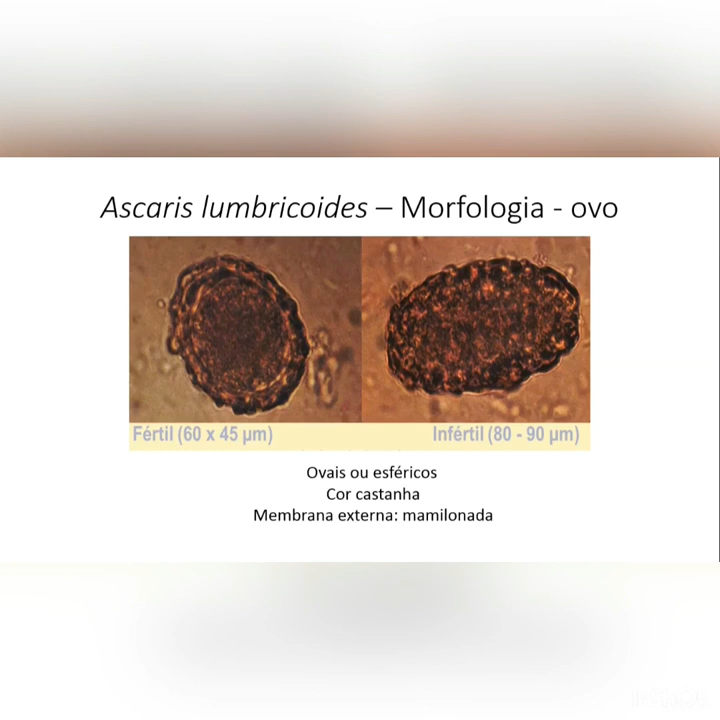 Ascaris lumbricoides – Morfologia - ovo
Fértil (60 x 45 µm)
Infértil (80 - 90 µm)
Ovais ou esféricos
Cor castanha
Membrana externa: mamilonada